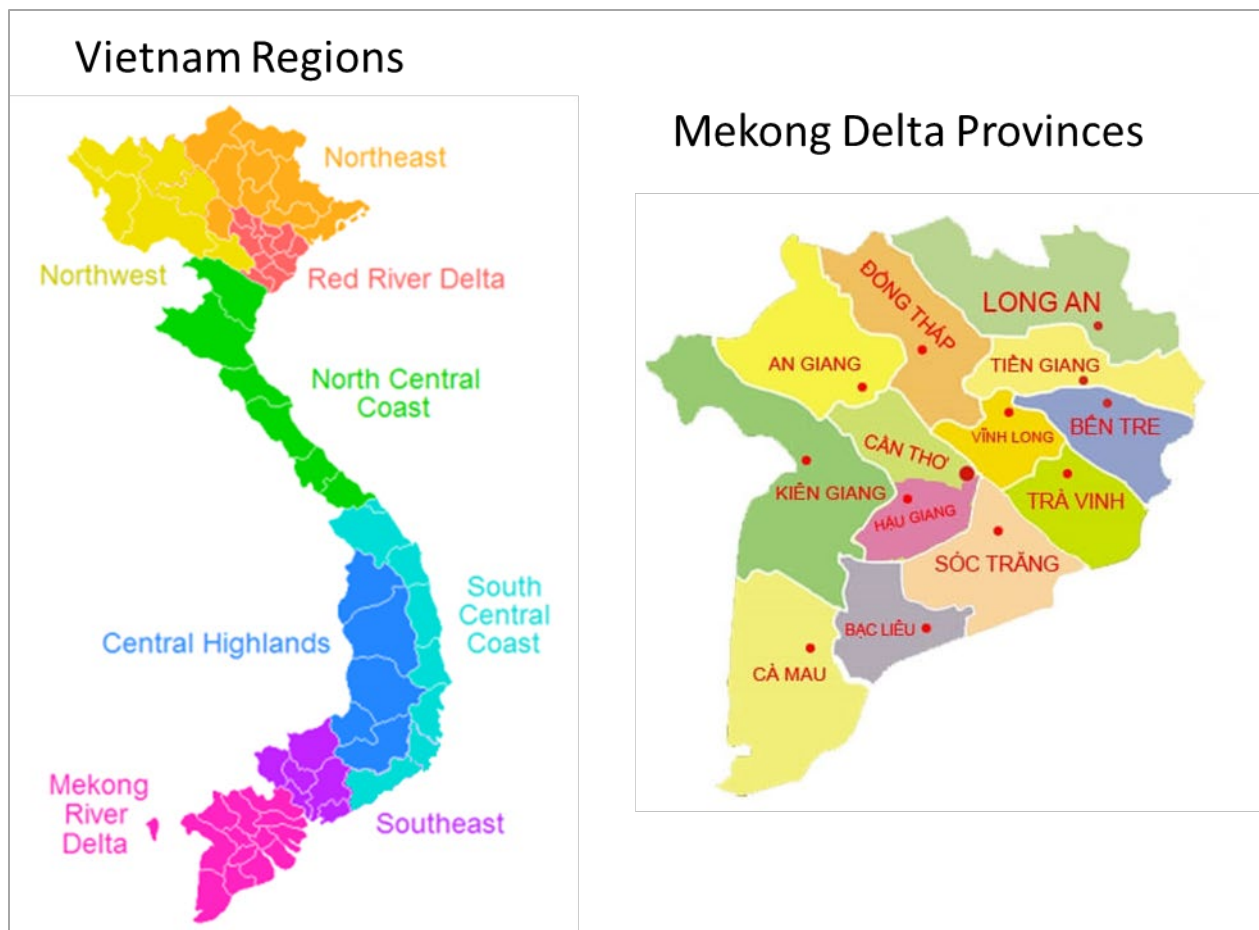 Vietnam Regions
Northeast
Northwest
Red River Delta
North Central
Coast
South
Central
Coast
Central Highlands
Mekong
River
Delta
Southeast
Mekong Delta Provinces
ĐỒNG THÁP
LONG AN
AN GIANG
TIỀN GIANG
BẾN TRE
VĨNH LONG
CẦN THƠ
KIÊN GIANG
TRÀ VINH
HẬU GIANG
SÓC TRĂNG
BẠC LIÊU
CÀ MAU